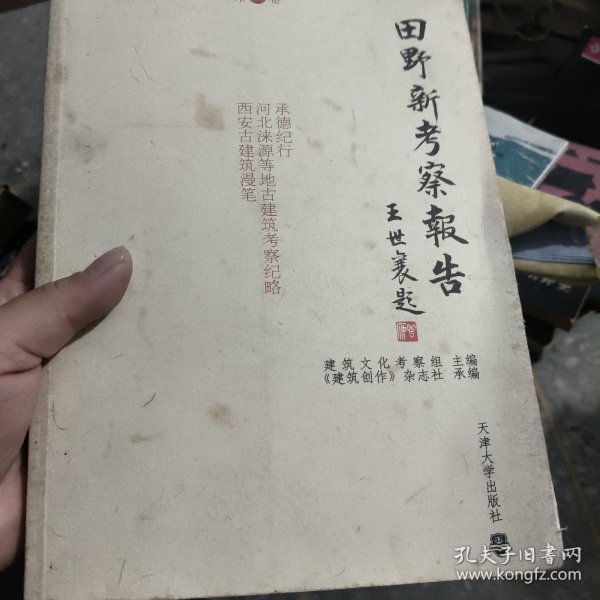 田野新考察報告
王世襄題
承德纪行
河北涞源等地古建筑考察纪略
西安古建筑漫笔
建筑文化考察组 主编
《建筑创作》杂志社 承编
天津大学出版社
孔夫子旧书网
www.kongfz.com